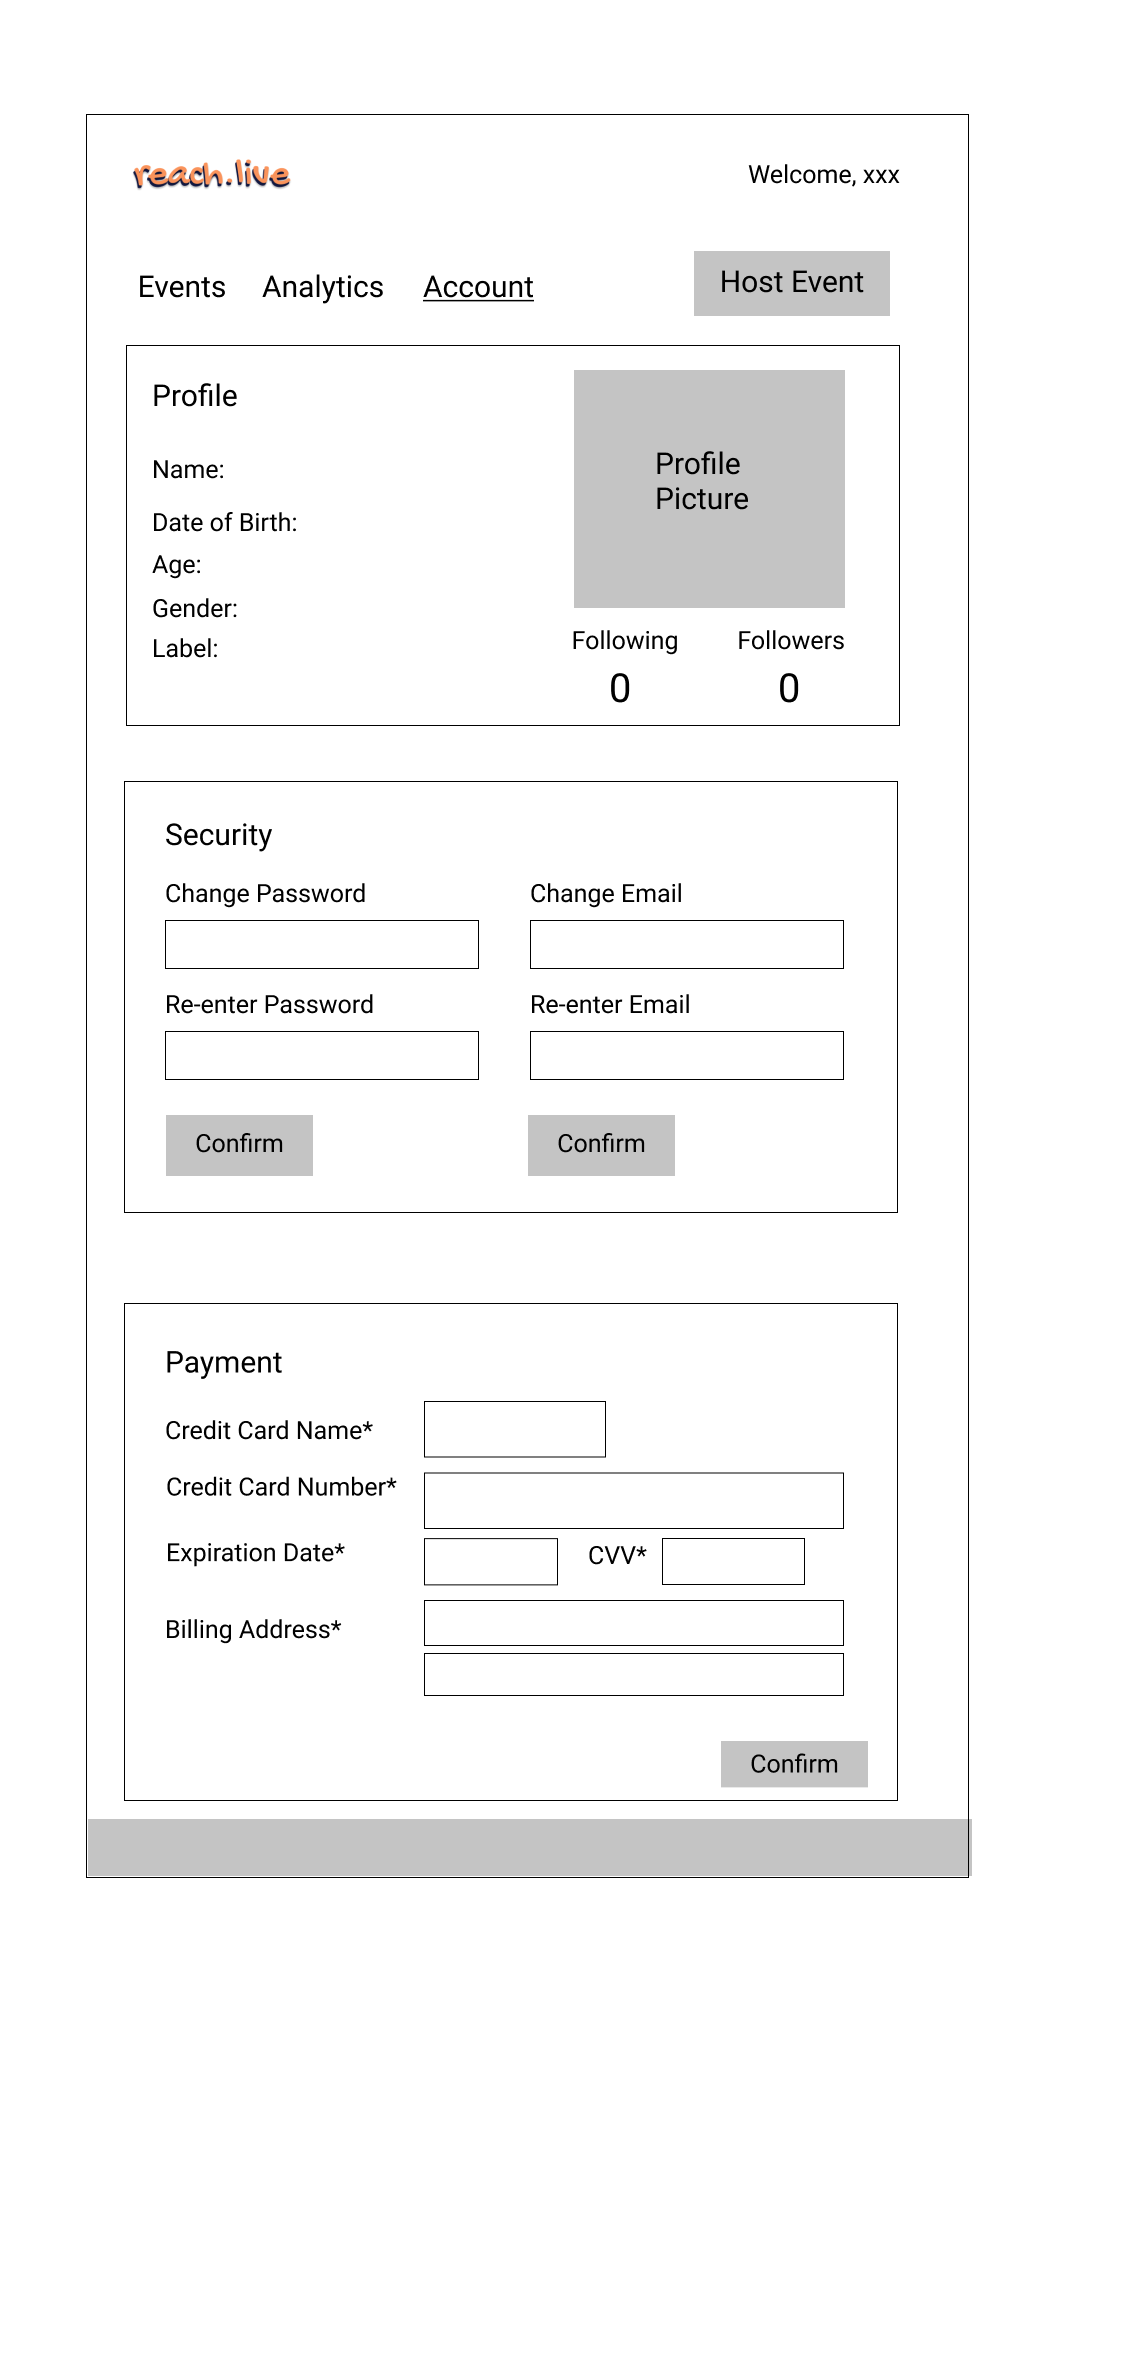 reach.live
Welcome, xxx
Events Analytics Account
Host Event
Profile
Name:
Date of Birth:
Age:
Gender:
Label:
Profile
Picture
Following Followers
0 0
Security
Change Password Change Email
Re-enter Password Re-enter Email
Confirm Confirm
Payment
Credit Card Name*
Credit Card Number*
Expiration Date* CVV*
Billing Address*
Confirm